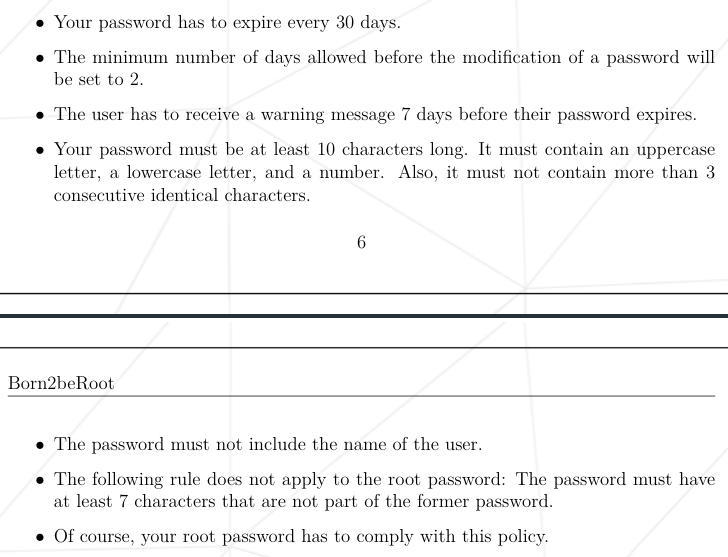 • Your password has to expire every 30 days.
• The minimum number of days allowed before the modification of a password will
be set to 2.
• The user has to receive a warning message 7 days before their password expires.
• Your password must be at least 10 characters long. It must contain an uppercase
letter, a lowercase letter, and a number. Also, it must not contain more than 3
consecutive identical characters.
6
Born2beRoot
• The password must not include the name of the user.
• The following rule does not apply to the root password: The password must have
at least 7 characters that are not part of the former password.
• Of course, your root password has to comply with this policy.